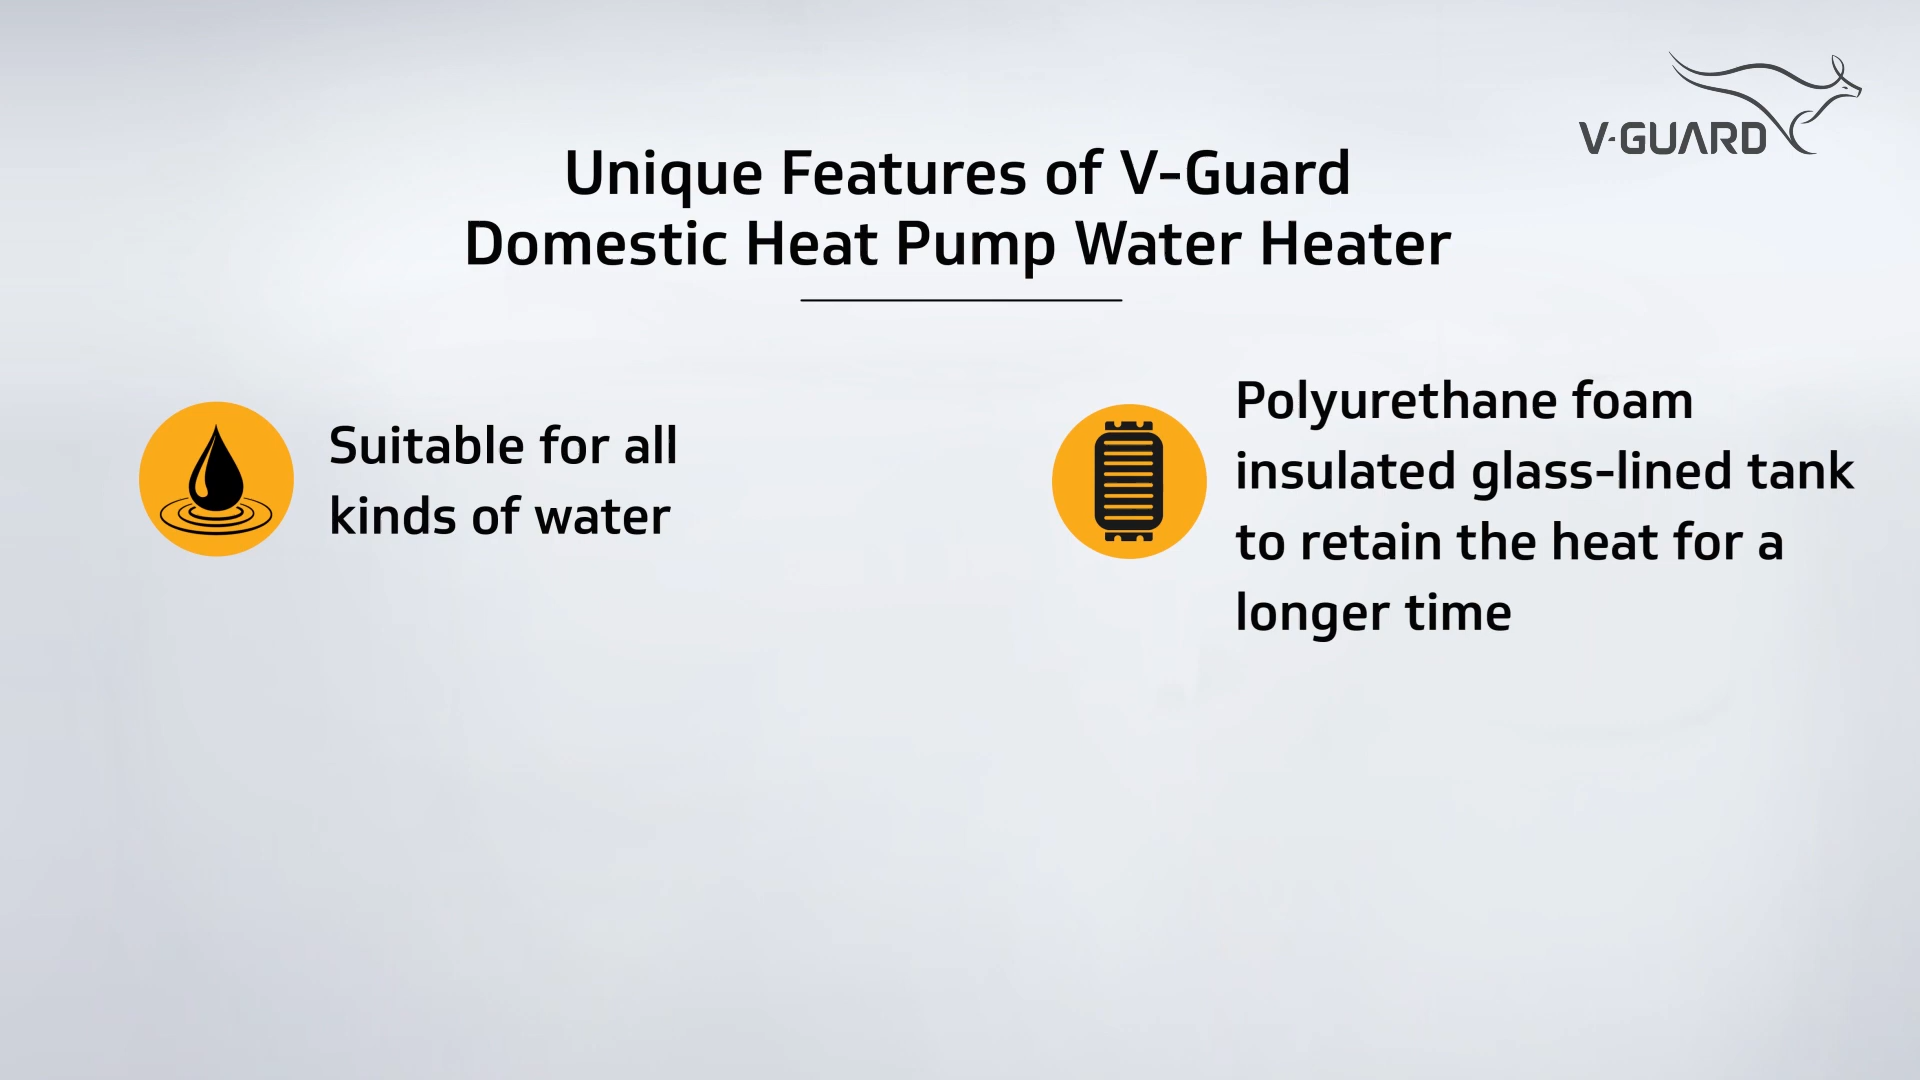 V-GUARD
Unique Features of V-Guard
Domestic Heat Pump Water Heater
Suitable for all
kinds of water
Polyurethane foam
insulated glass-lined tank
to retain the heat for a
longer time